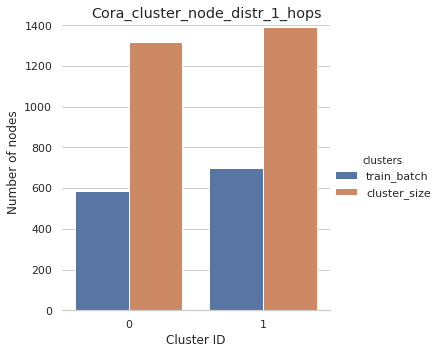 Cora_cluster_node_distr_1_hops
1400
1200
1000
800
600
400
200
0
Number of nodes
0
1
Cluster ID
clusters
train_batch
cluster_size